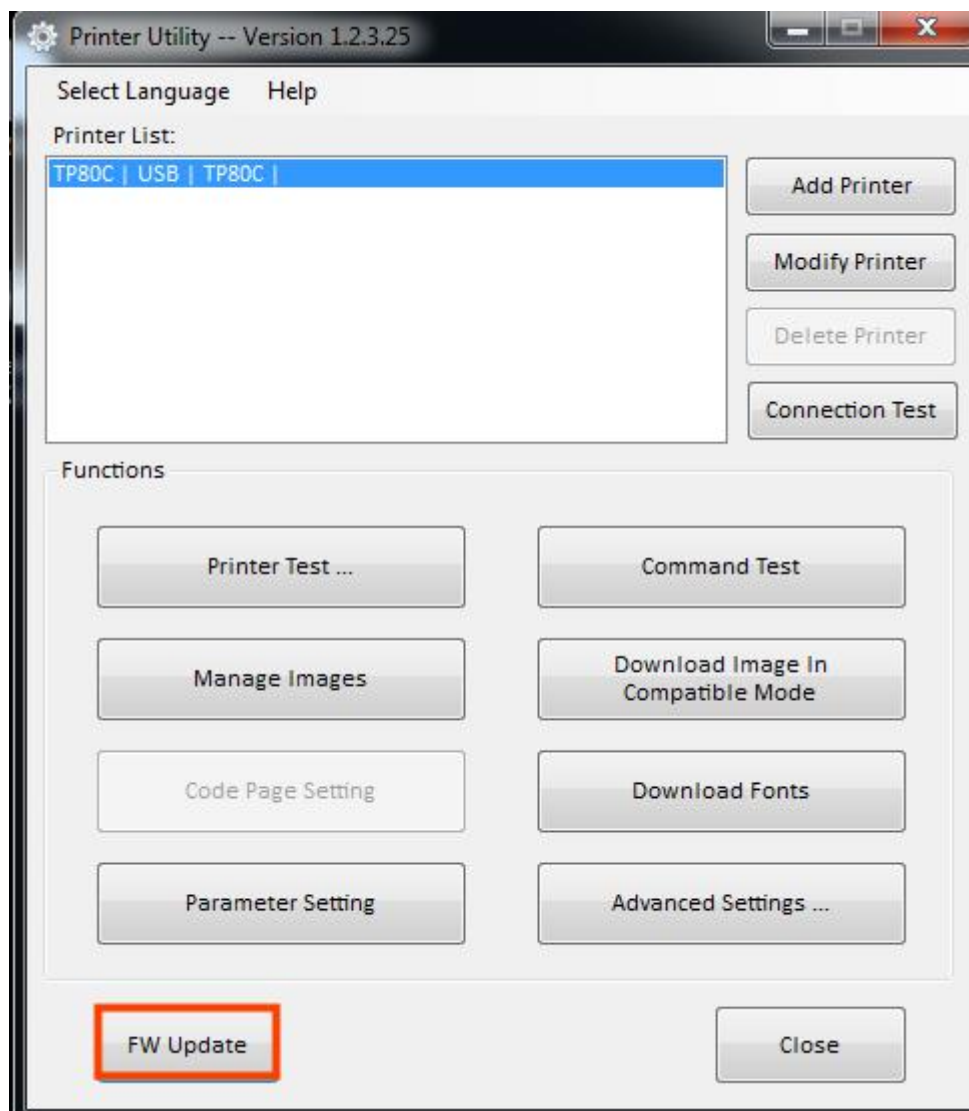 Printer Utility -- Version 1.2.3.25
Select Language Help
Printer List:
TP80C | USB | TP80C |
Add Printer
Modify Printer
Delete Printer
Connection Test
Functions
Printer Test ...
Command Test
Manage Images
Download Image In
Compatible Mode
Code Page Setting
Download Fonts
Parameter Setting
Advanced Settings ...
FW Update
Close